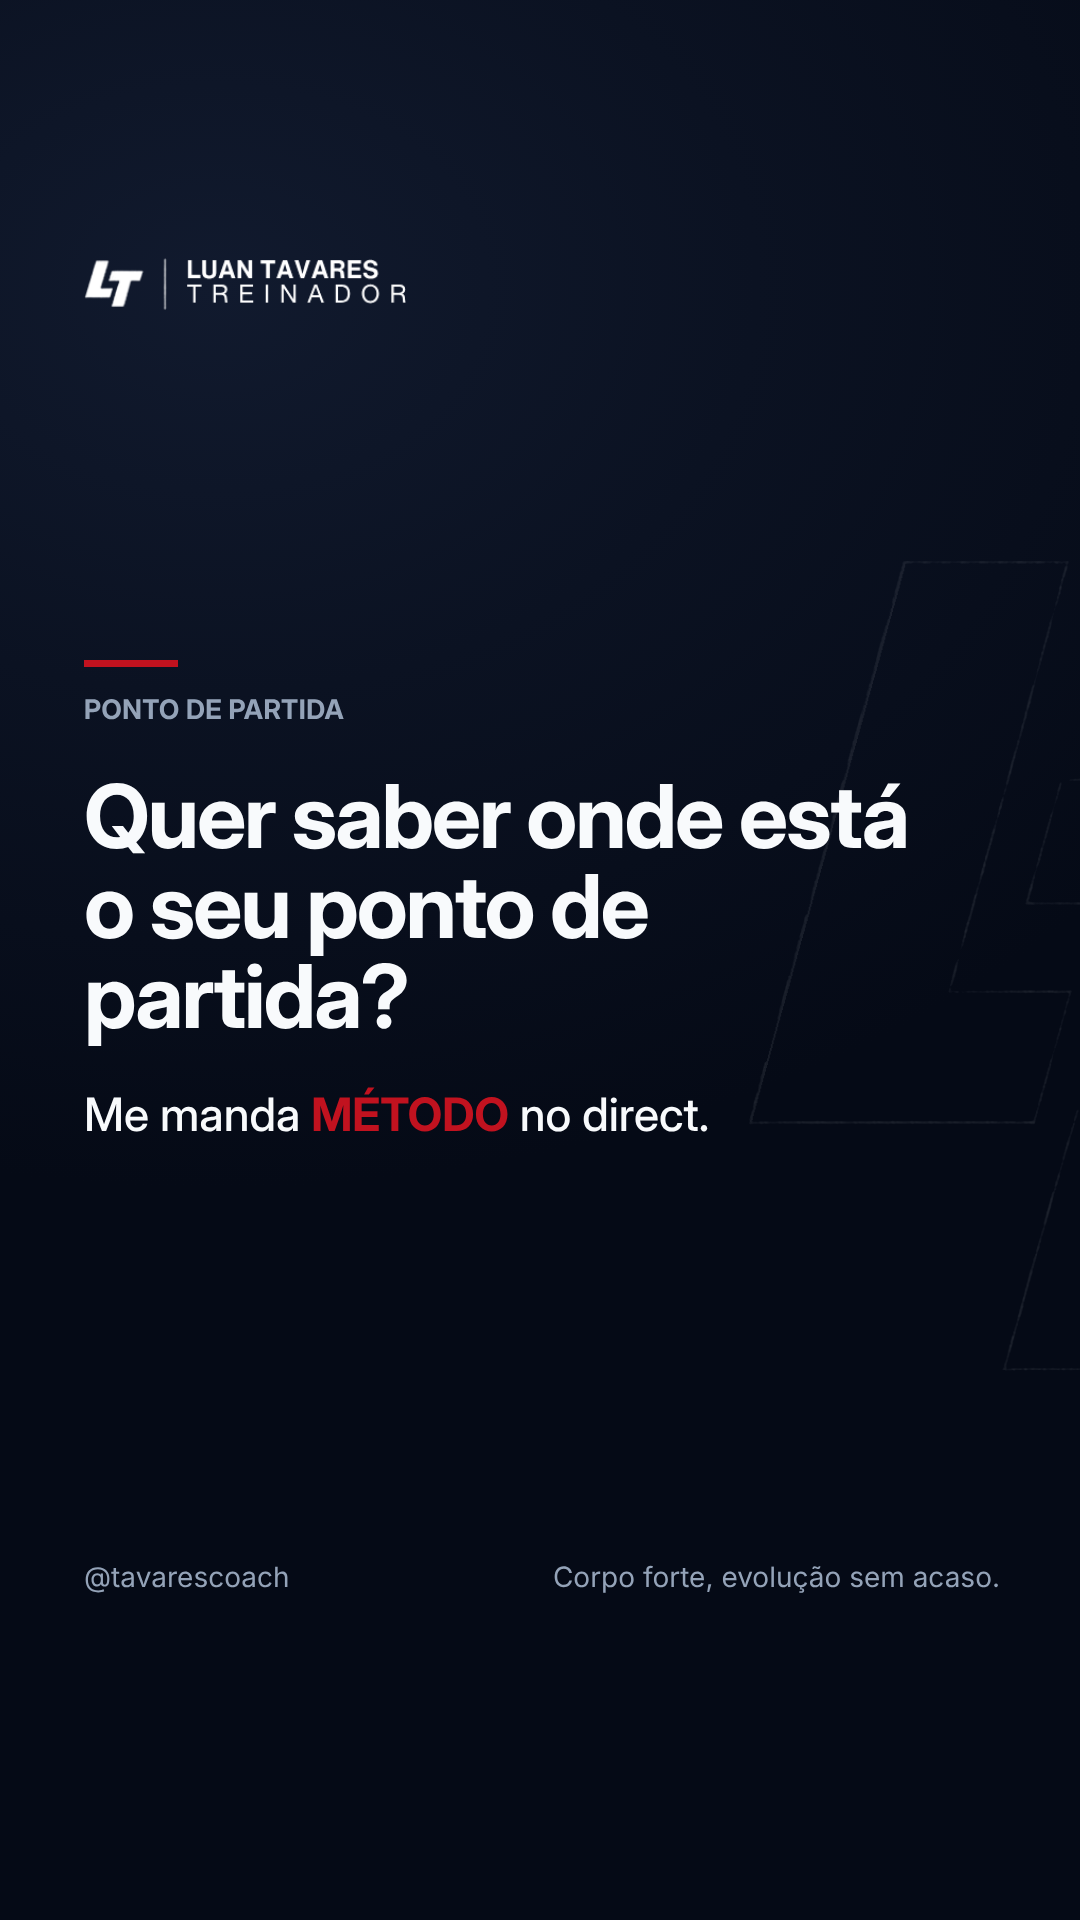 LT
LUAN TAVARES
TREINADOR
PONTO DE PARTIDA
Quer saber onde está
o seu ponto de
partida?
Me manda MÉTODO no direct.
@tavarescoach
Corpo forte, evolução sem acaso.